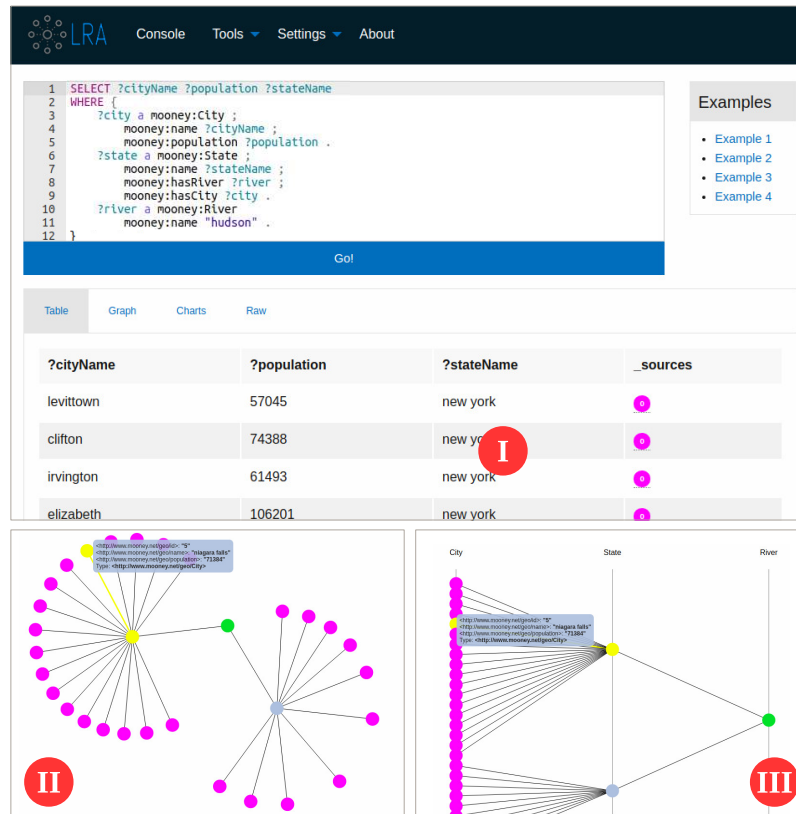 LRA Console Tools Settings About
1 SELECT ?cityName ?population ?stateName
2 WHERE {
3 ?city a mooney:City ;
4 mooney:name ?cityName ;
5 mooney:population ?population .
6 ?state a mooney:State ;
7 mooney:name ?stateName ;
8 mooney:hasRiver ?river ;
9 mooney:hasCity ?city .
10 ?river a mooney:River
11 mooney:name "hudson" .
12 }
Go!
Examples
• Example 1
• Example 2
• Example 3
• Example 4
Table Graph Charts Raw
?cityName ?population ?stateName _sources
levittown 57045 new york 0
clifton 74388 new yo
I
irvington 61493 new york 0
elizabeth 106201 new york
<http://www.mooney.net/geo/id>: "5"
<http://www.mooney.net/geo/name>: "niagara falls"
<http://www.mooney.net/geo/population>: "71384"
Type: <http://www.mooney.net/geo/City>
II
City State River
<http://www.mooney.net/geo/id>: "5"
<http://www.mooney.net/geo/name>: "niagara falls"
<http://www.mooney.net/geo/population>: "71384"
Type: <http://www.mooney.net/geo/City>
III